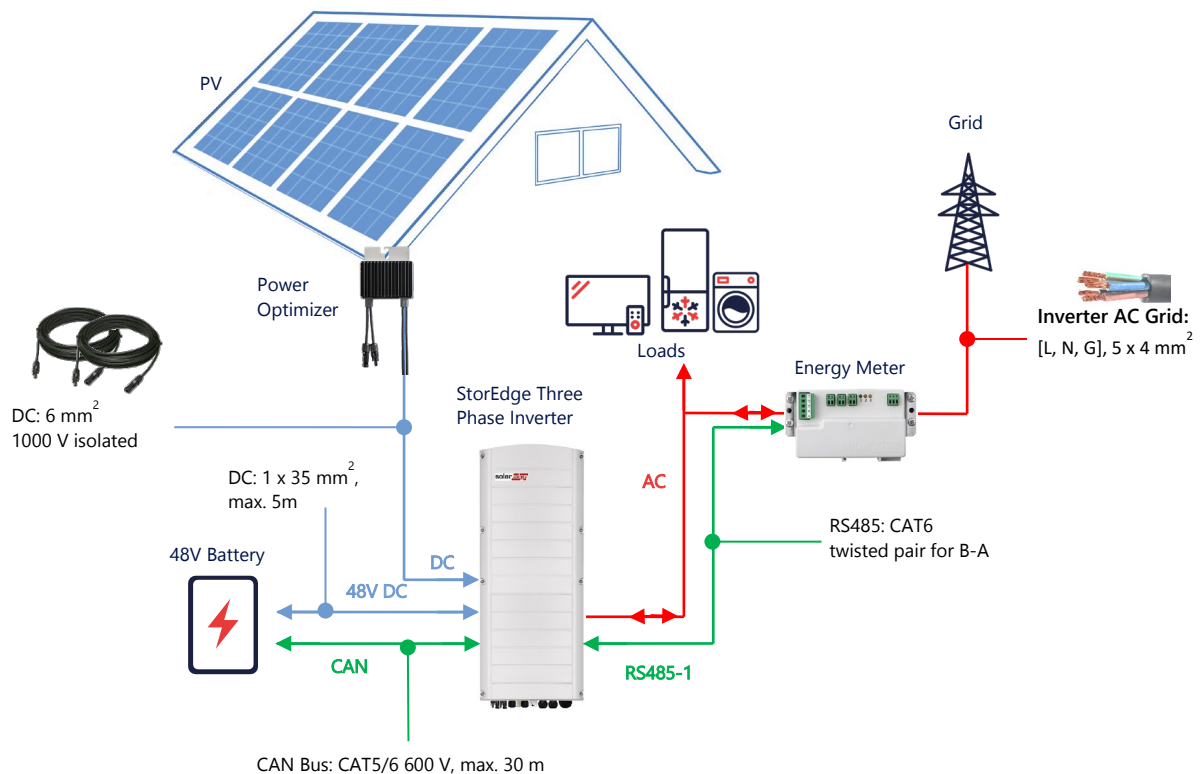 PV
Grid
Power
Optimizer
Inverter AC Grid:
[L, N, G], 5 x 4 mm²
Loads
Energy Meter
DC: 6 mm²
1000 V isolated
StorEdge Three
Phase Inverter
DC: 1 x 35 mm²,
max. 5m
AC
RS485: CAT6
twisted pair for B-A
48V Battery
DC
48V DC
CAN
RS485-1
CAN Bus: CAT5/6 600 V, max. 30 m